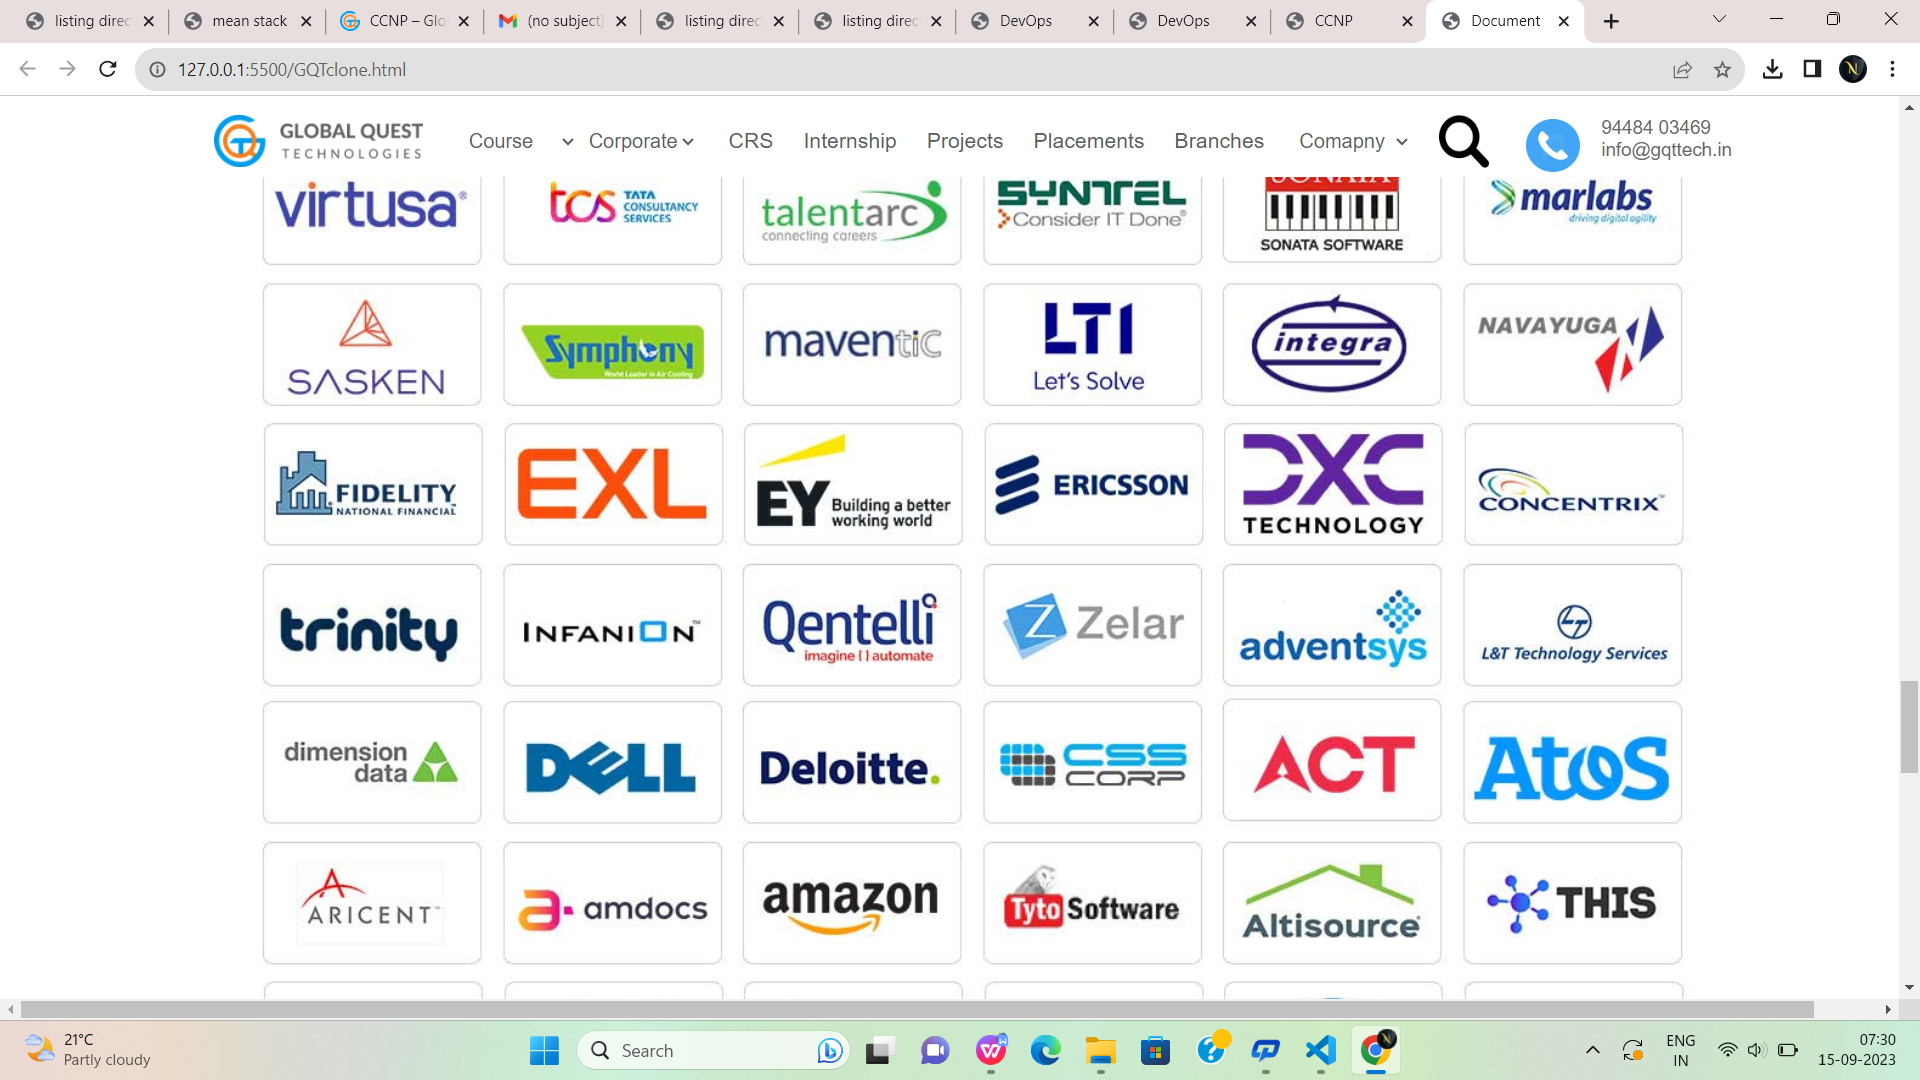 listing direc
mean stack
CCNP – Glo
(no subject)
listing direc
listing direc
DevOps
DevOps
CCNP
Document
127.0.0.1:5500/GQTclone.html
GLOBAL QUEST
TECHNOLOGIES
Course
Corporate
CRS
Internship
Projects
Placements
Branches
Comapny
94484 03469
info@gqttech.in
virtusa
tcs TATA
CONSULTANCY
SERVICES
talentarc
connecting careers
SYNTEL
Consider IT Done
SONATA
SONATA SOFTWARE
marlabs
driving digital agility
SASKEN
Symphony
World Leader in Air Cooling
maventic
LTI
Let's Solve
integra
NAVAYUGA
FIDELITY
NATIONAL FINANCIAL
EXL
EY Building a better
working world
ERICSSON
DXC
TECHNOLOGY
CONCENTRIX
trinity
INFANION™
Qentelli
imagine { } automate
Z Zelar
adventsys
L&T Technology Services
dimension
data
DELL
Deloitte.
CSS
CORP
ACT
Atos
ARICENT™
a amdocs
amazon
Tyto Software
Altisource
THIS
21°C
Partly cloudy
Search
ENG
IN
07:30
15-09-2023